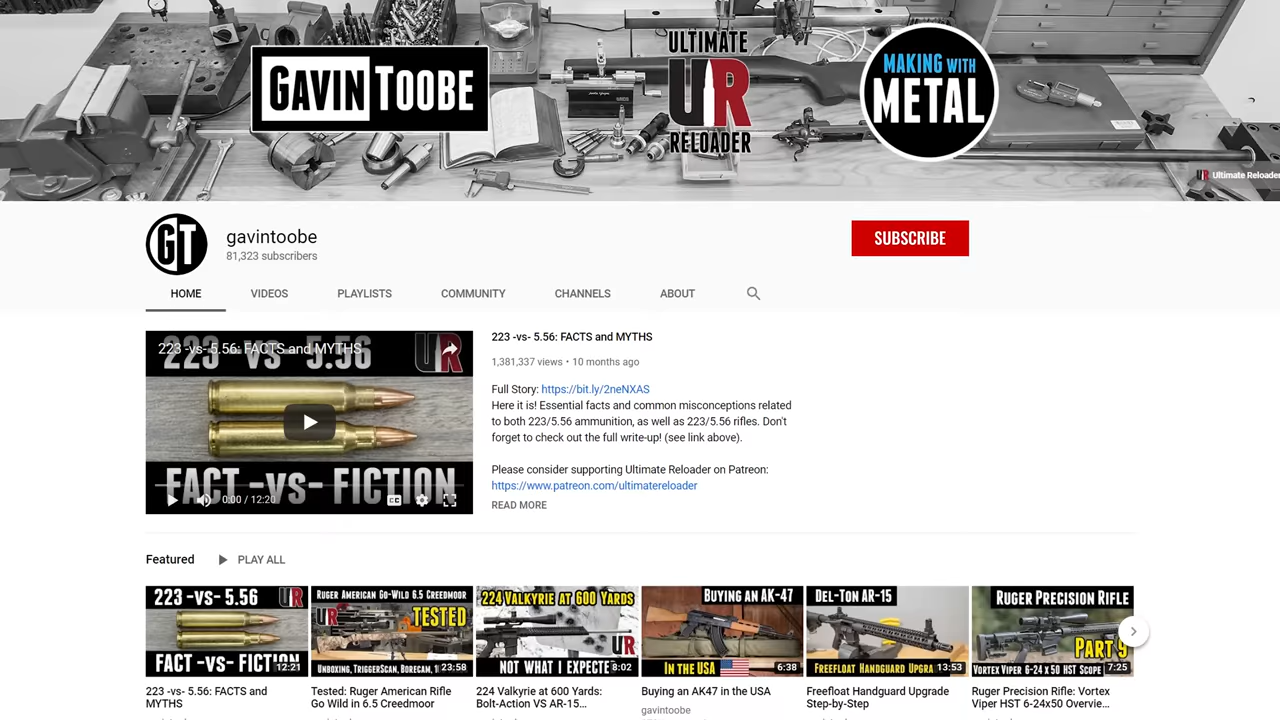 GAVIN TOOBE
ULTIMATE
UR
RELOADER
MAKING WITH
METAL
UR Ultimate Reloader
GT
gavintoobe
81,323 subscribers
SUBSCRIBE
HOME VIDEOS PLAYLISTS COMMUNITY CHANNELS ABOUT
223 -vs- 5.56: FACTS and MYTHS
223 -vs- 5.56 UR
FACT -vs- FICTION
0:00 / 12:20
CC
223 -vs- 5.56: FACTS and MYTHS
1,381,337 views • 10 months ago
Full Story: https://bit.ly/2neNXAS
Here it is! Essential facts and common misconceptions related
to both 223/5.56 ammunition, as well as 223/5.56 rifles. Don't
forget to check out the full write-up! (see link above).
Please consider supporting Ultimate Reloader on Patreon:
https://www.patreon.com/ultimatereloader
READ MORE
Featured PLAY ALL
223 -vs- 5.56 UR
FACT -vs- FICTION
12:21
223 -vs- 5.56: FACTS and
MYTHS
RUGER AMERICAN GO-WILD 6.5 CREEDMOOR
UR TESTED
UNBOXING, TRIGGERSCAN, BORECAM, 1
23:58
Tested: Ruger American Rifle
Go Wild in 6.5 Creedmoor
224 VALKYRIE AT 600 YARDS
UR
NOT WHAT I EXPECTE
8:02
224 Valkyrie at 600 Yards:
Bolt-Action VS AR-15...
BUYING AN AK-47
IN THE USA
6:38
Buying an AK47 in the USA
gavintoobe
DEL-TON AR-15
FREEFLOAT HANDGUARD UPGRA
13:53
Freefloat Handguard Upgrade
Step-by-Step
RUGER PRECISION RIFLE
PART 9
VORTEX VIPER 6-24 X 50 HST SCOPE
7:25
Ruger Precision Rifle: Vortex
Viper HST 6-24x50 Overvie...